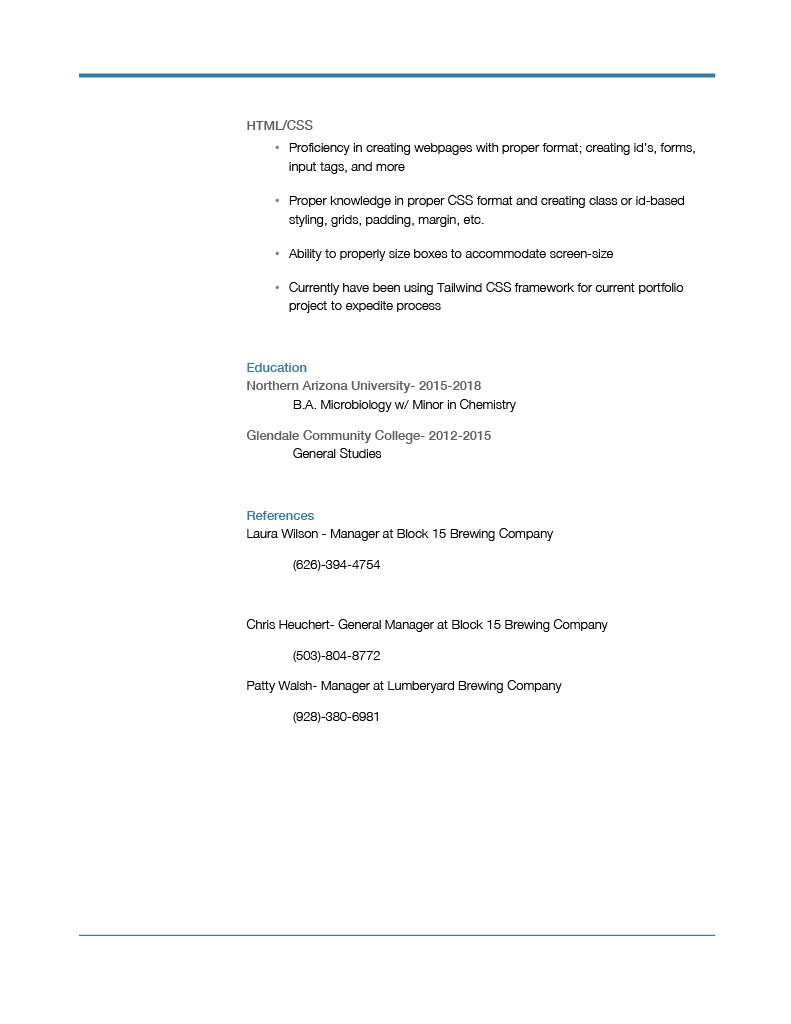 HTML/CSS
• Proficiency in creating webpages with proper format; creating id's, forms,
input tags, and more
• Proper knowledge in proper CSS format and creating class or id-based
styling, grids, padding, margin, etc.
• Ability to properly size boxes to accommodate screen-size
• Currently have been using Tailwind CSS framework for current portfolio
project to expedite process
Education
Northern Arizona University- 2015-2018
B.A. Microbiology w/ Minor in Chemistry
Glendale Community College- 2012-2015
General Studies
References
Laura Wilson - Manager at Block 15 Brewing Company
(626)-394-4754
Chris Heuchert- General Manager at Block 15 Brewing Company
(503)-804-8772
Patty Walsh- Manager at Lumberyard Brewing Company
(928)-380-6981